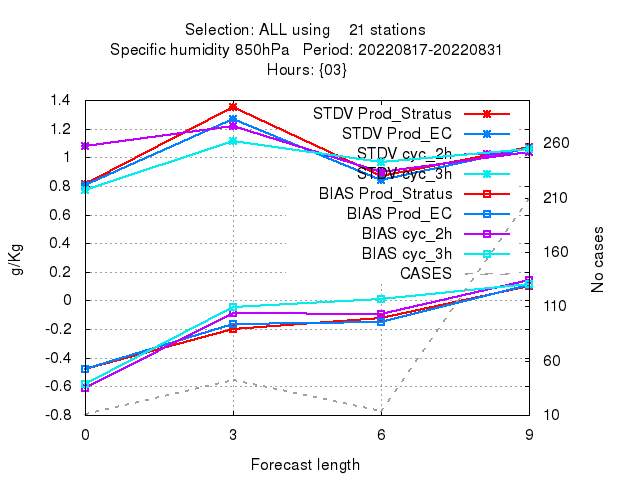 Selection: ALL using    21 stations
Specific humidity 850hPa   Period: 20220817-20220831
Hours: {03}
1.4
1.2
1
0.8
0.6
0.4
0.2
0
-0.2
-0.4
-0.6
-0.8
g/Kg
STDV Prod_Stratus
STDV Prod_EC
STDV cyc_2h
STDV cyc_3h
BIAS Prod_Stratus
BIAS Prod_EC
BIAS cyc_2h
BIAS cyc_3h
CASES
260
210
160
110
60
10
No cases
0 3 6 9
Forecast length